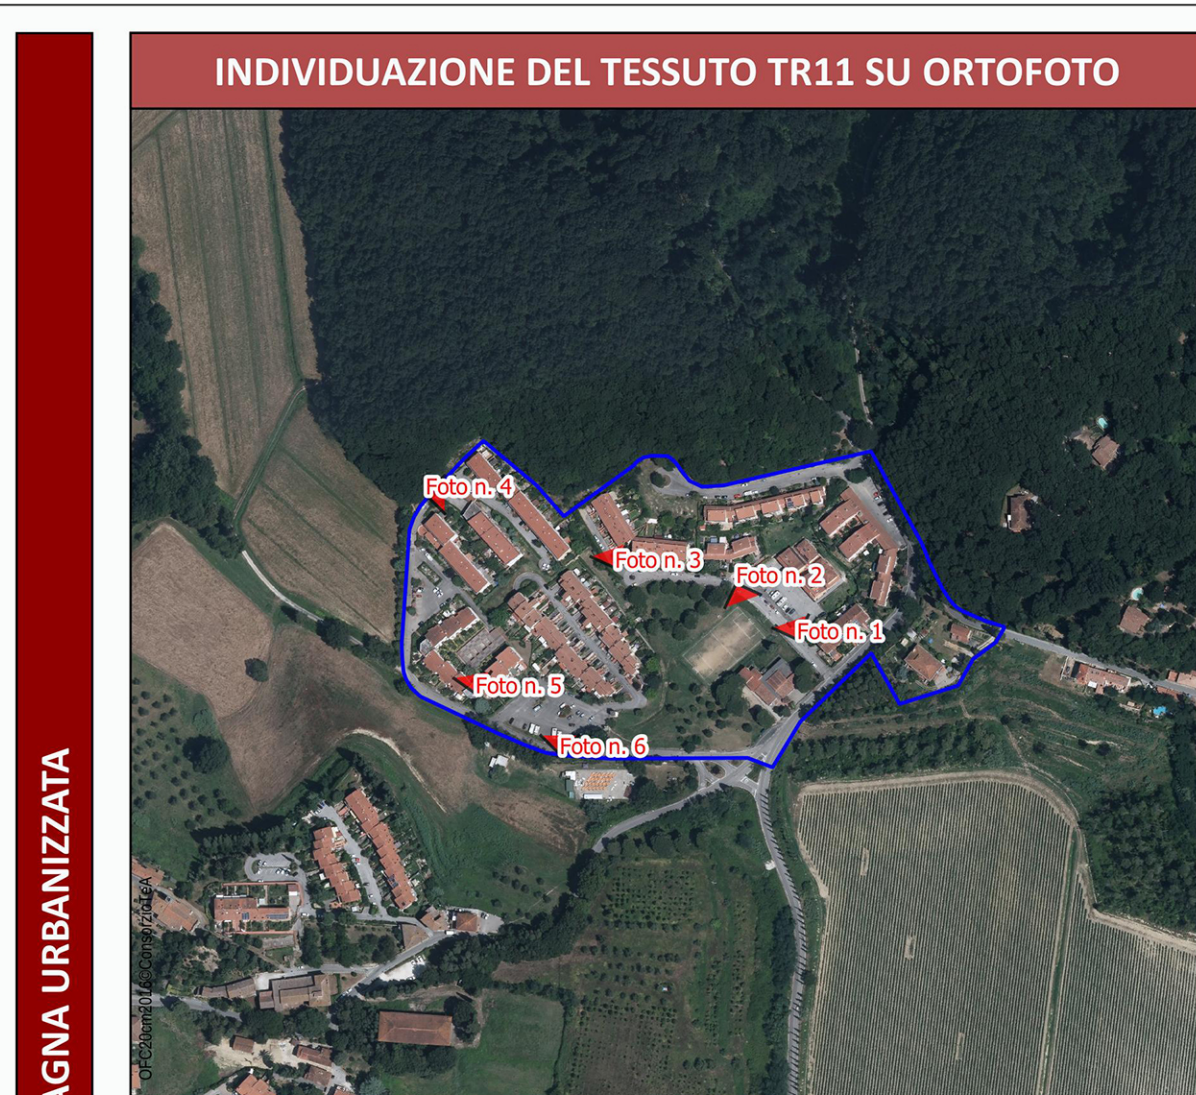 INDIVIDUAZIONE DEL TESSUTO TR11 SU ORTOFOTO
Foto n. 4
Foto n. 3
Foto n. 2
Foto n. 1
Foto n. 5
Foto n. 6
AGNA URBANIZZATA
OFC20cm2016©ConsorzioTeA